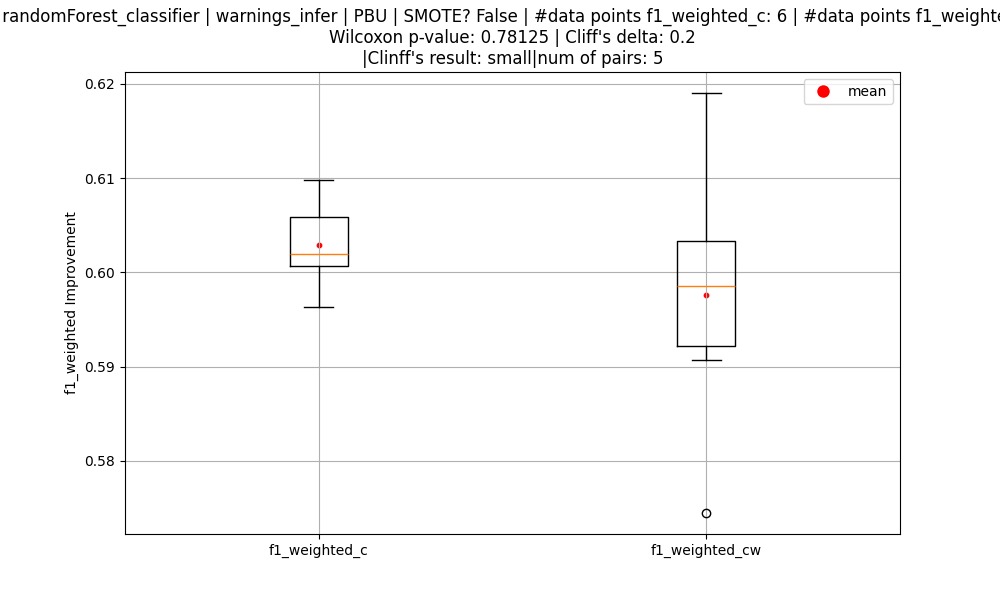 randomForest_classifier | warnings_infer | PBU | SMOTE? False | #data points f1_weighted_c: 6 | #data points f1_weighte
Wilcoxon p-value: 0.78125 | Cliff's delta: 0.2
|Clinff's result: small|num of pairs: 5
mean
0.62
0.61
0.60
0.59
0.58
f1_weighted Improvement
f1_weighted_c
f1_weighted_cw